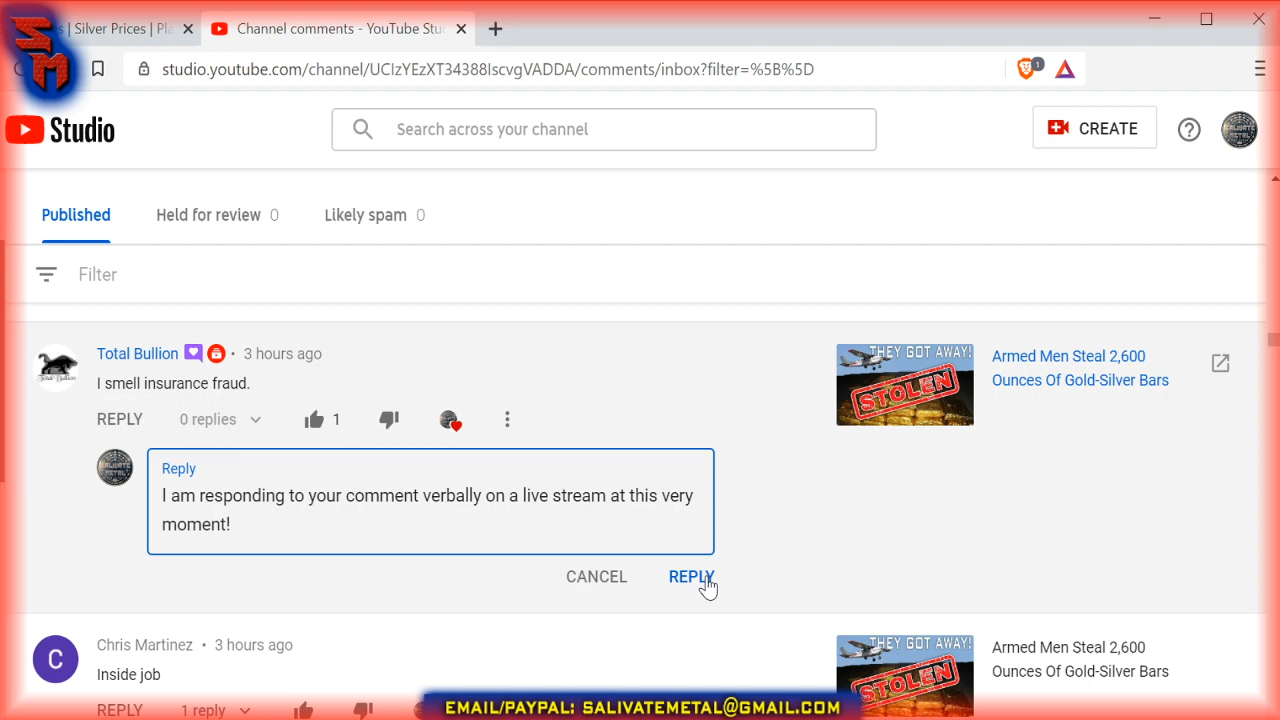 SM
s | Silver Prices | Pla
Channel comments - YouTube Stu
studio.youtube.com/channel/UCIzYEzXT34388IscvgVADDA/comments/inbox?filter=%5B%5D
1
Studio
Search across your channel
CREATE
Published
Held for review 0
Likely spam 0
Filter
Total Bullion • 3 hours ago
I smell insurance fraud.
REPLY 0 replies 1
Reply
I am responding to your comment verbally on a live stream at this very
moment!
CANCEL REPLY
THEY GOT AWAY!
STOLEN
Armed Men Steal 2,600
Ounces Of Gold-Silver Bars
C
Chris Martinez • 3 hours ago
Inside job
REPLY 1 reply
THEY GOT AWAY!
STOLEN
Armed Men Steal 2,600
Ounces Of Gold-Silver Bars
EMAIL/PAYPAL: SALIVATEMETAL@GMAIL.COM